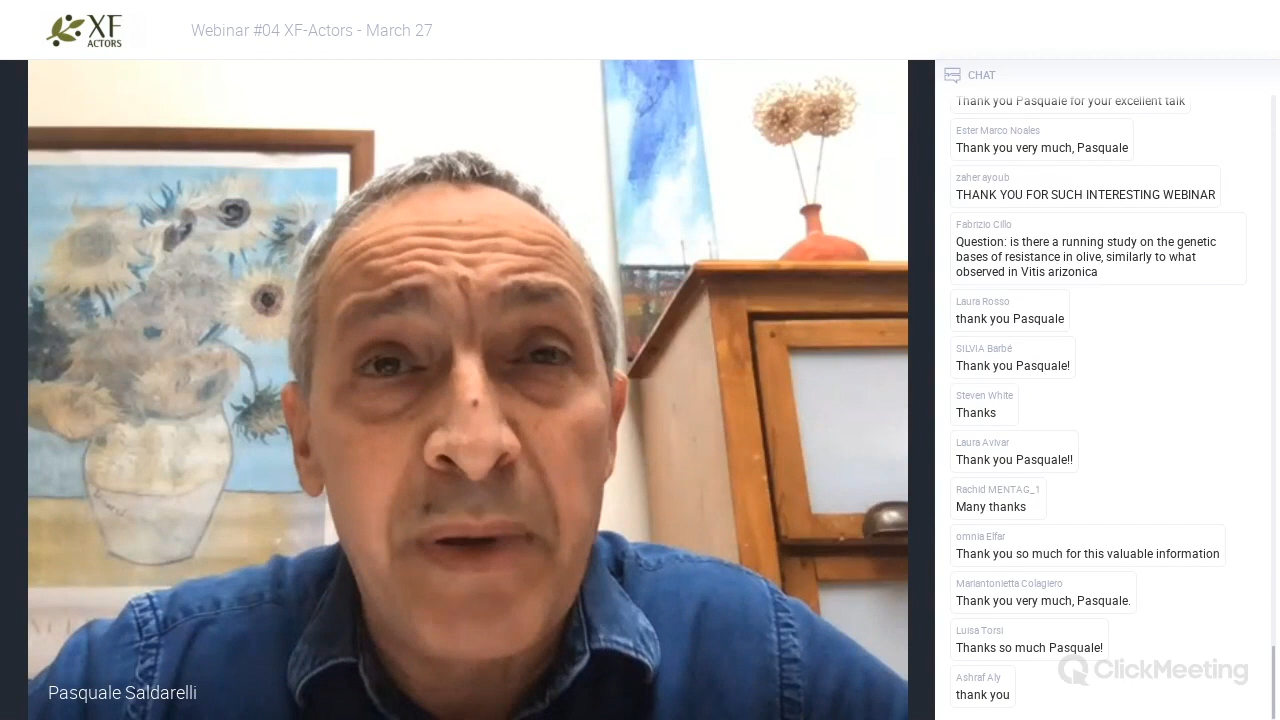 XF
ACTORS
Webinar #04 XF-Actors - March 27
CHAT
Thank you Pasquale for your excellent talk
Ester Marco Noales
Thank you very much, Pasquale
zaher ayoub
THANK YOU FOR SUCH INTERESTING WEBINAR
Fabrizio Cillo
Question: is there a running study on the genetic
bases of resistance in olive, similarly to what
observed in Vitis arizonica
Laura Rosso
thank you Pasquale
SILVIA Barbé
Thank you Pasquale!
Steven White
Thanks
Laura Avivar
Thank you Pasquale!!
Rachid MENTAG_1
Many thanks
omnia Elfar
Thank you so much for this valuable information
Mariantonietta Colagiero
Thank you very much, Pasquale.
Luisa Torsi
Thanks so much Pasquale!
Ashraf Aly
thank you
ClickMeeting
Pasquale Saldarelli